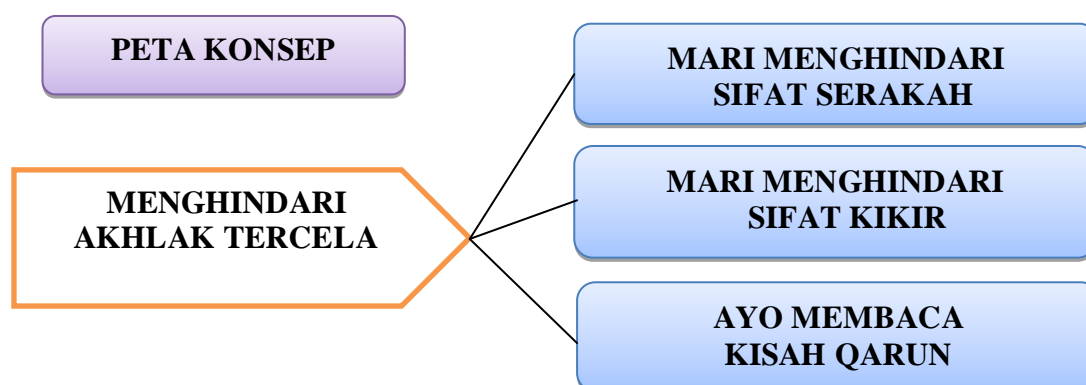 PETA KONSEP
MENGHINDARI
AKHLAK TERCELA
MARI MENGHINDARI
SIFAT SERAKAH
MARI MENGHINDARI
SIFAT KIKIR
AYO MEMBACA
KISAH QARUN